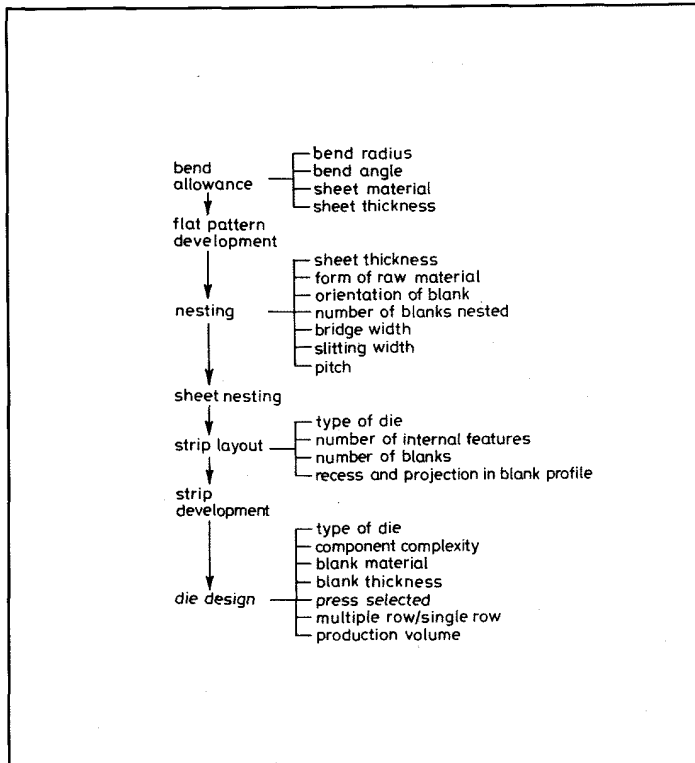 bend
allowance
bend radius
bend angle
sheet material
sheet thickness
flat pattern
development
nesting
sheet thickness
form of raw material
orientation of blank
number of blanks nested
bridge width
slitting width
pitch
sheet nesting
strip layout
type of die
number of internal features
number of blanks
recess and projection in blank profile
strip
development
die design
type of die
component complexity
blank material
blank thickness
press selected
multiple row/single row
production volume